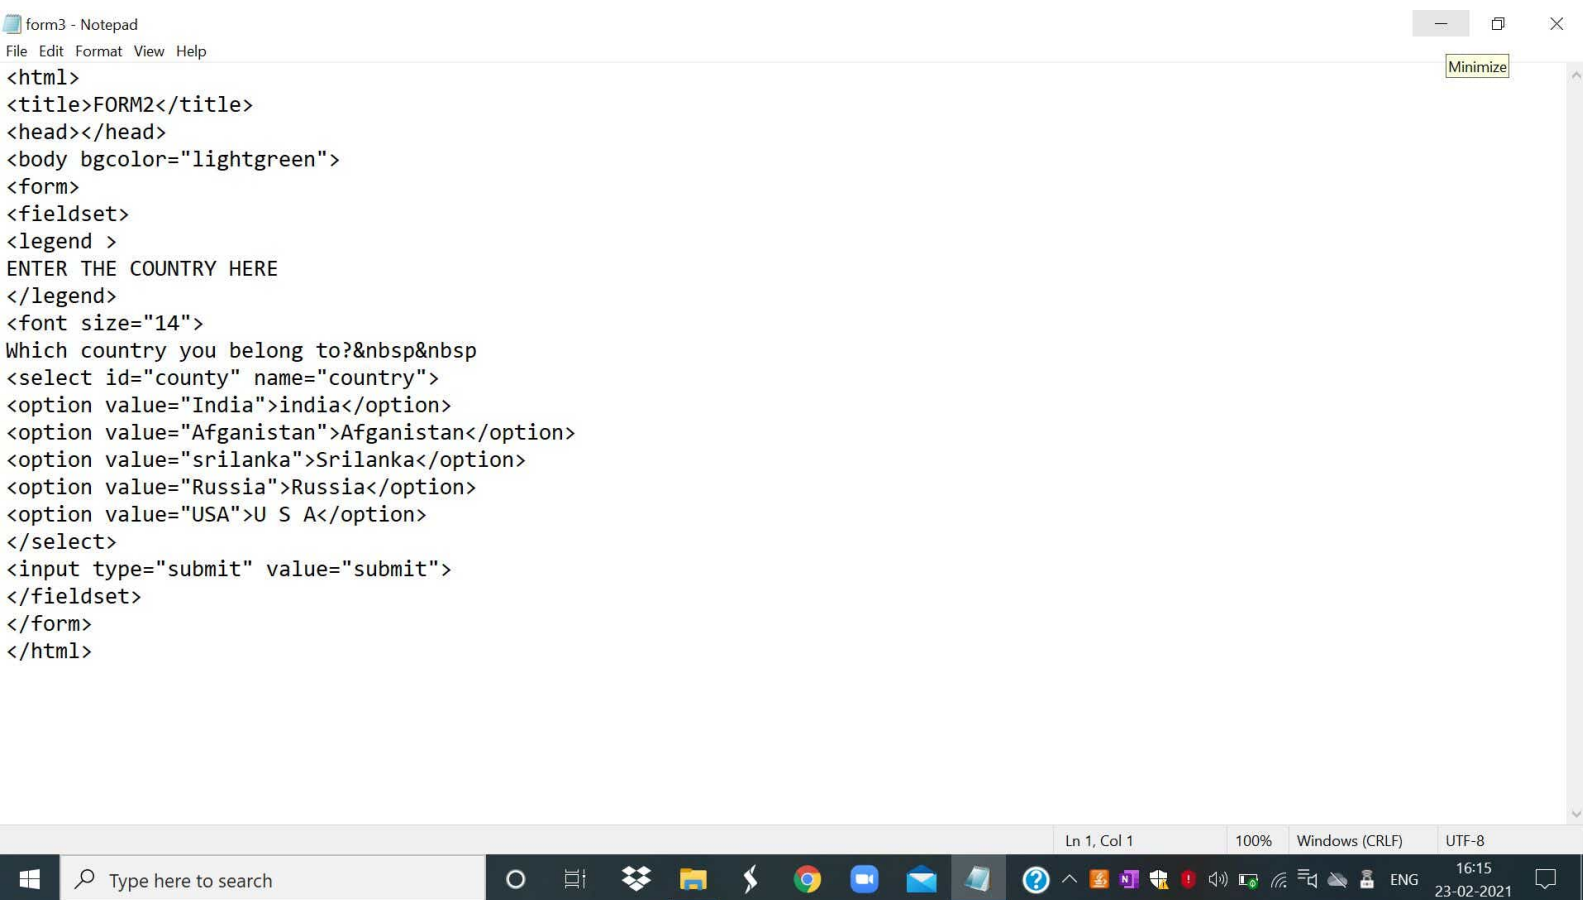 form3 - Notepad
File Edit Format View Help
Minimize
<html>
<title>FORM2</title>
<head></head>
<body bgcolor="lightgreen">
<form>
<fieldset>
<legend >
ENTER THE COUNTRY HERE
</legend>
<font size="14">
Which country you belong to?&nbsp&nbsp
<select id="county" name="country">
<option value="India">india</option>
<option value="Afganistan">Afganistan</option>
<option value="srilanka">Srilanka</option>
<option value="Russia">Russia</option>
<option value="USA">U S A</option>
</select>
<input type="submit" value="submit">
</fieldset>
</form>
</html>
Ln 1, Col 1 100% Windows (CRLF) UTF-8
Type here to search ENG 16:15
23-02-2021